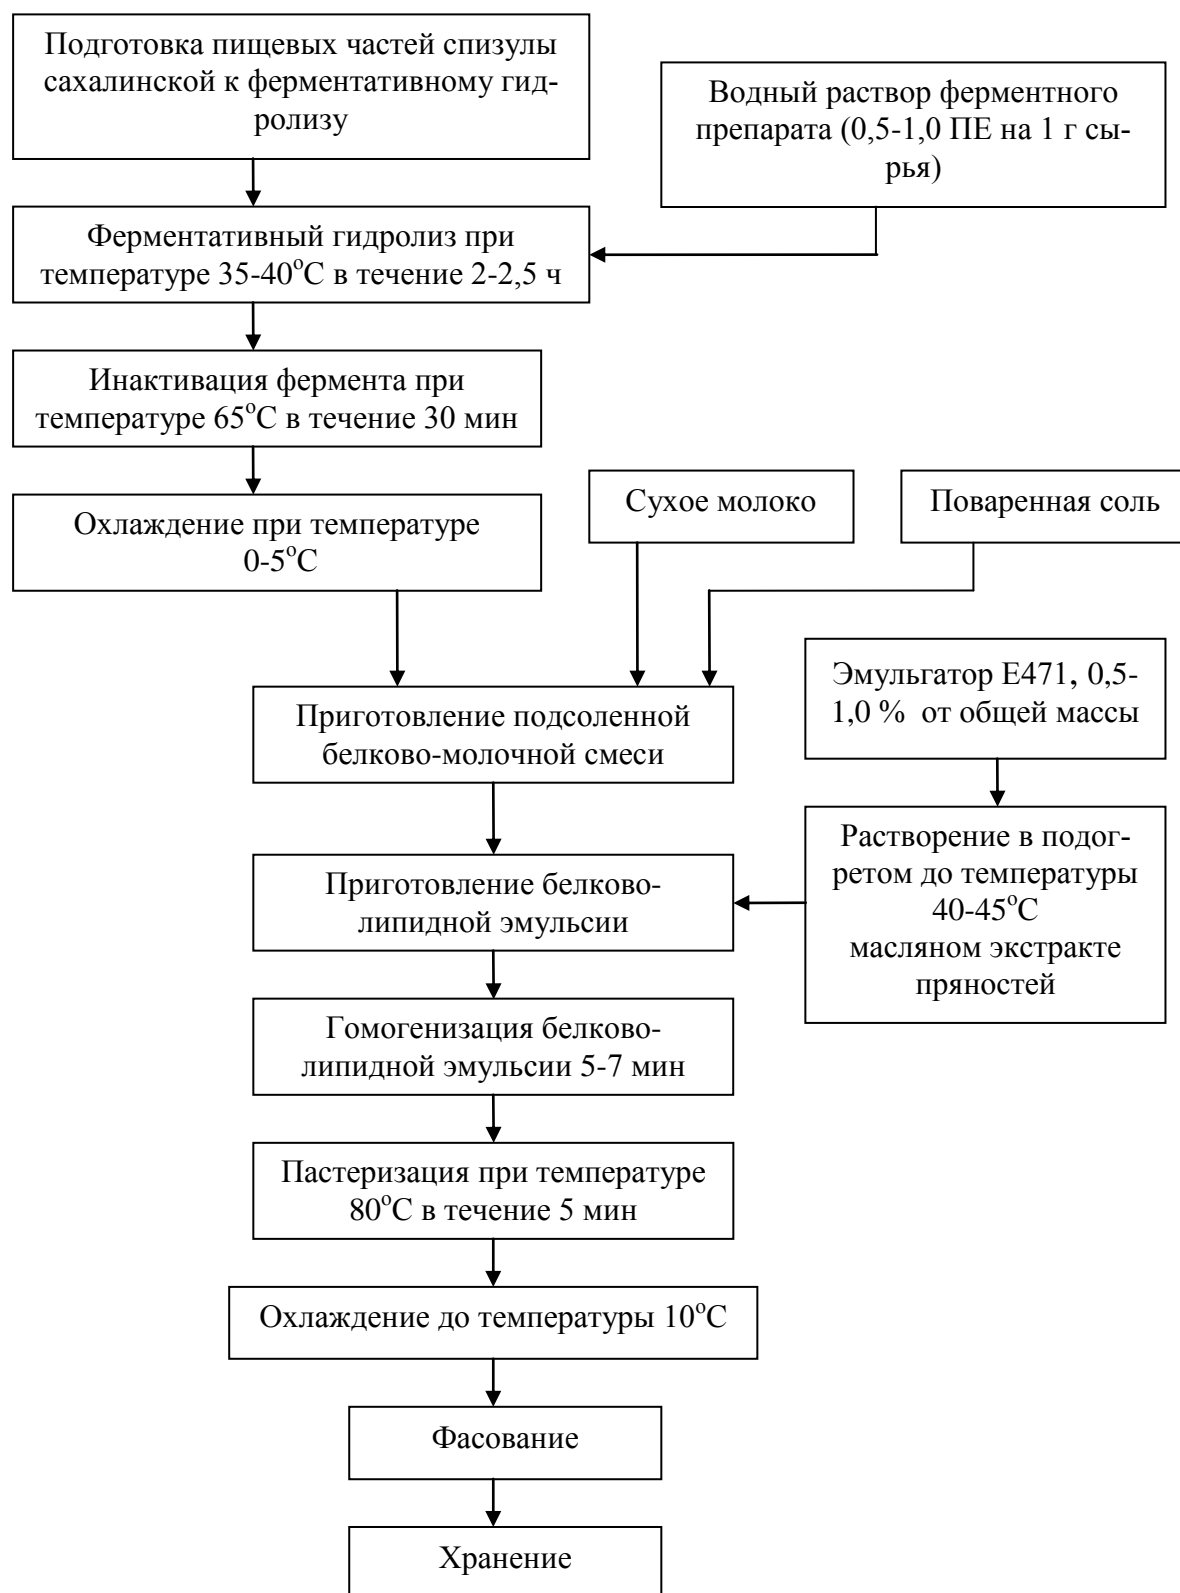 Подготовка пищевых частей спизулы
сахалинской к ферментативному гид-
ролизу
Водный раствор ферментного
препарата (0,5-1,0 ПЕ на 1 г сы-
рья)
Ферментативный гидролиз при
температуре 35-40°С в течение 2-2,5 ч
Инактивация фермента при
температуре 65°С в течение 30 мин
Охлаждение при температуре
0-5°С
Сухое молоко
Поваренная соль
Приготовление подсоленной
белково-молочной смеси
Эмульгатор Е471, 0,5-
1,0 % от общей массы
Растворение в подог-
ретом до температуры
40-45°С
масляном экстракте
пряностей
Приготовление белково-
липидной эмульсии
Гомогенизация белково-
липидной эмульсии 5-7 мин
Пастеризация при температуре
80°С в течение 5 мин
Охлаждение до температуры 10°С
Фасование
Хранение